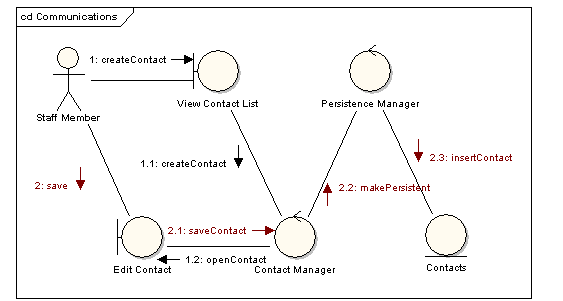 cd Communications
1: createContact
View Contact List
Persistence Manager
Staff Member
1.1: createContact
2.3: insertContact
2: save
2.2: makePersistent
2.1: saveContact
1.2: openContact
Edit Contact
Contact Manager
Contacts